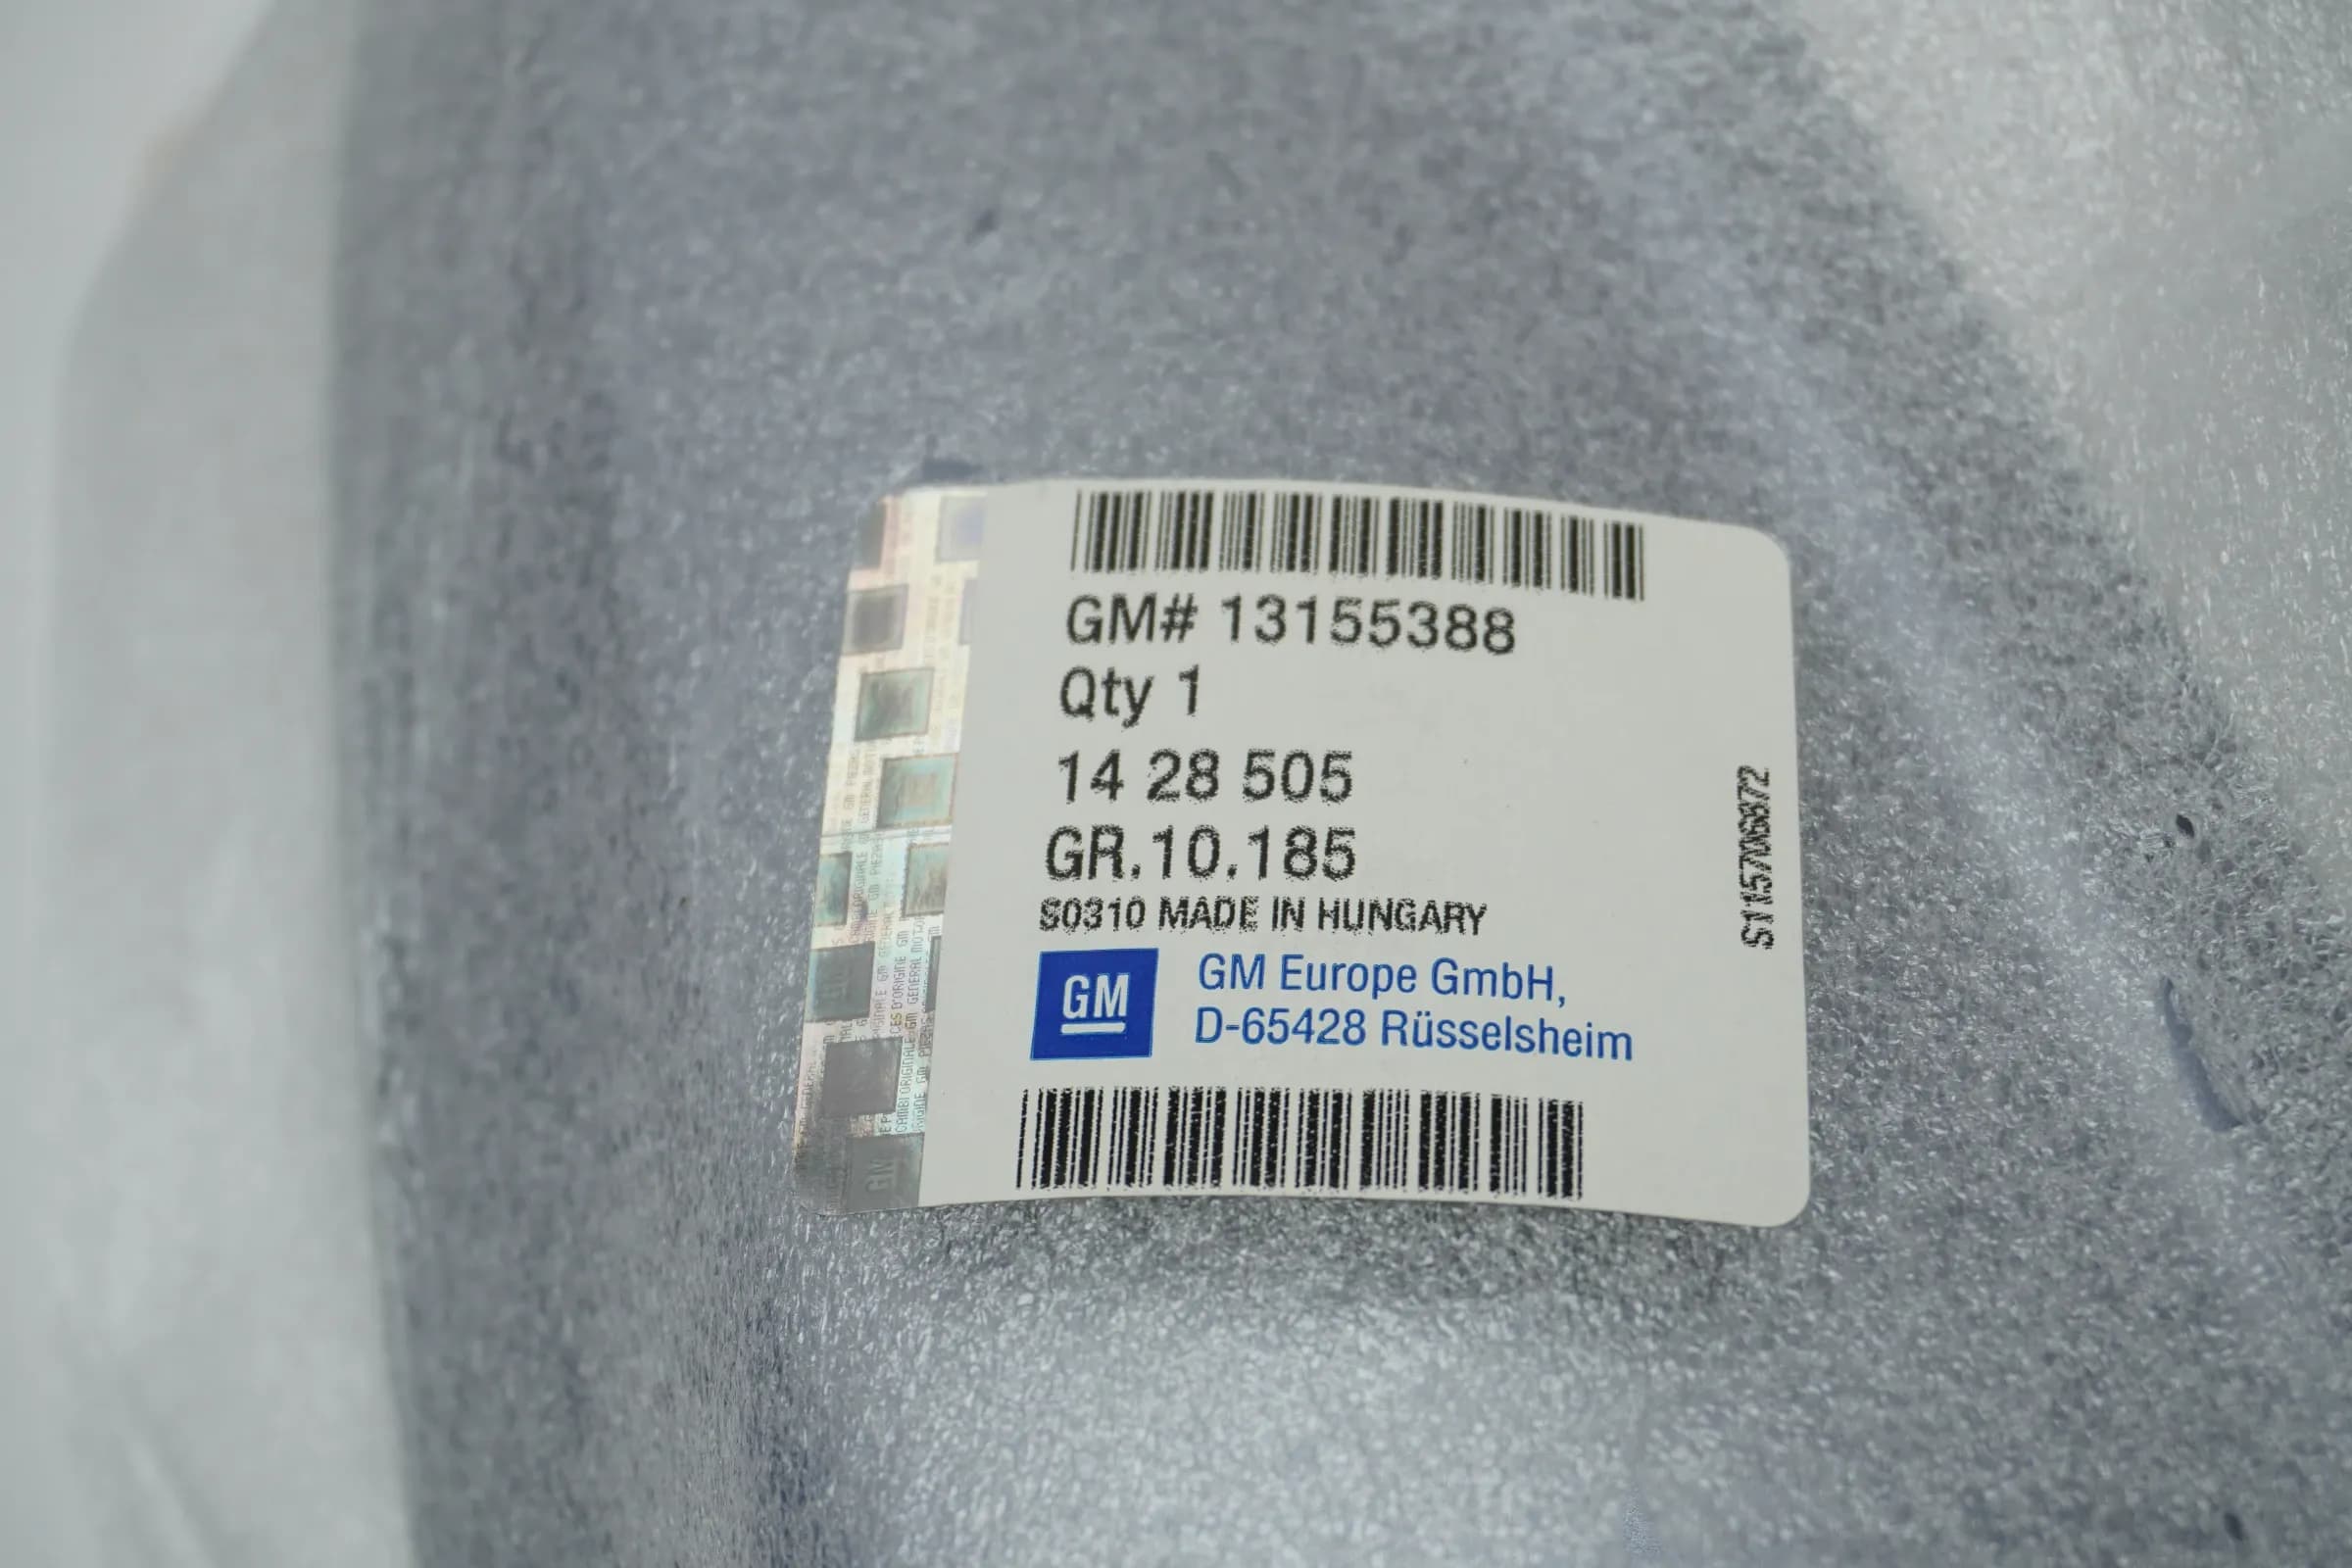 GM# 13155388
Qty 1
14 28 505
GR.10.185
S0310 MADE IN HUNGARY
GM
GM Europe GmbH,
D-65428 Rüsselsheim
S1157706872